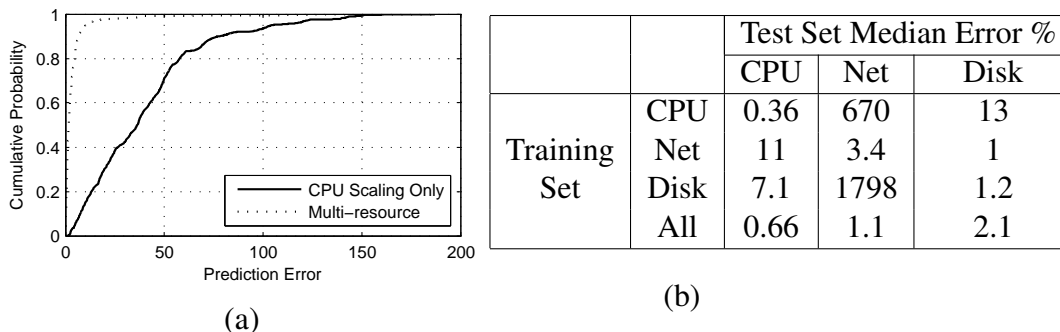 1
0.8
0.6
0.4
0.2
0
0 50 100 150 200
Cumulative Probability
Prediction Error
CPU Scaling Only
Multi-resource
(a)
Test Set Median Error %
CPU Net Disk
CPU 0.36 670 13
Training Net 11 3.4 1
Set Disk 7.1 1798 1.2
All 0.66 1.1 2.1
(b)